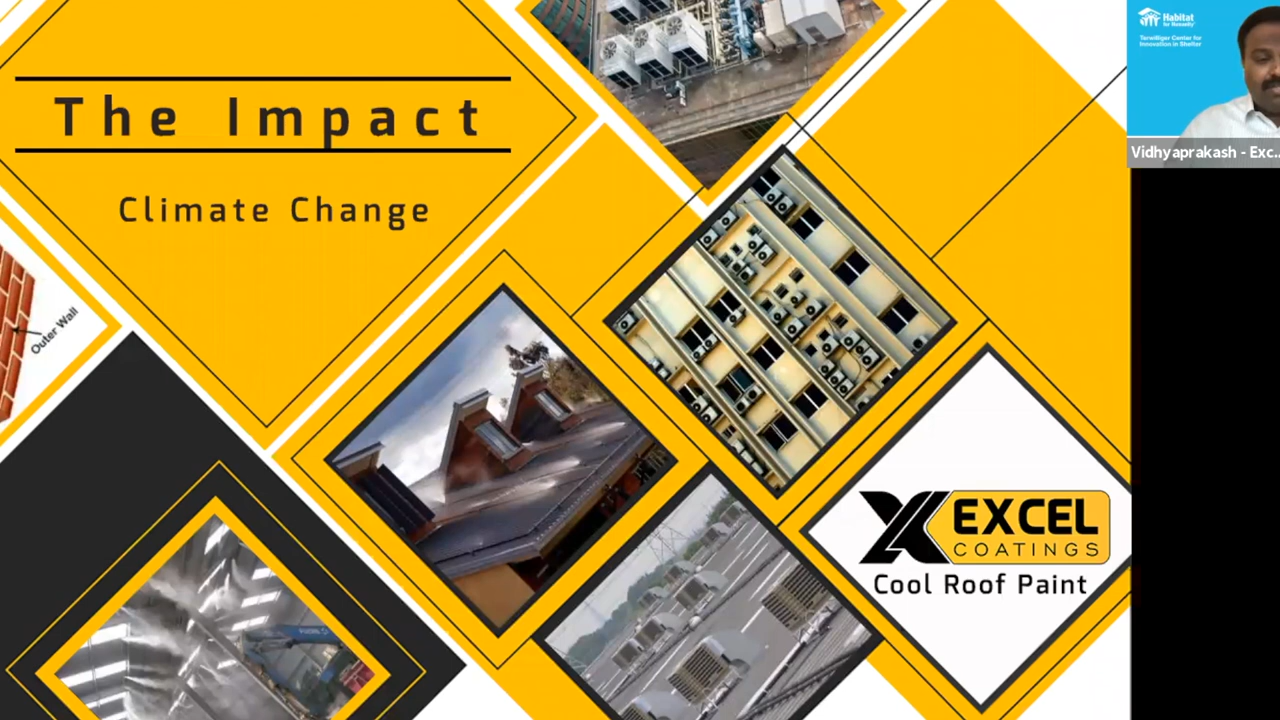 The Impact
Climate Change
Outer Wall
EXCEL
COATINGS
Cool Roof Paint
Habitat
for Humanity
Terwilliger Center for
Innovation in Shelter
Vidhyaprakash - Exc...